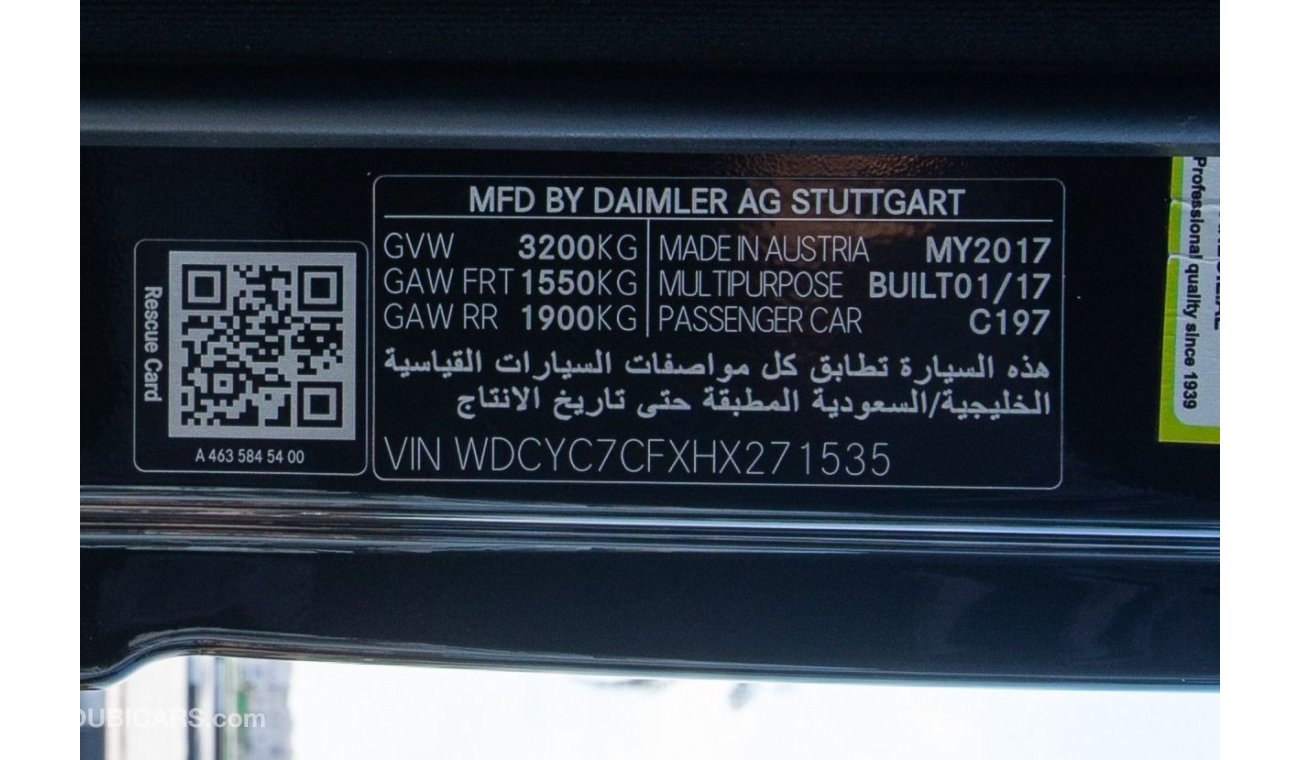 MFD BY DAIMLER AG STUTTGART
GVW 3200KG
GAW FRT 1550KG
GAW RR 1900KG
MADE IN AUSTRIA MY2017
MULTIPURPOSE BUILT01/17
PASSENGER CAR C197
هذه السيارة تطابق كل مواصفات السيارات القياسية
الخليجية/السعودية المطبقة حتى تاريخ الانتاج
VIN WDCYC7CFXHX271535
Rescue Card
A 463 584 54 00
Professional quality since 1939
DUBICARS.com